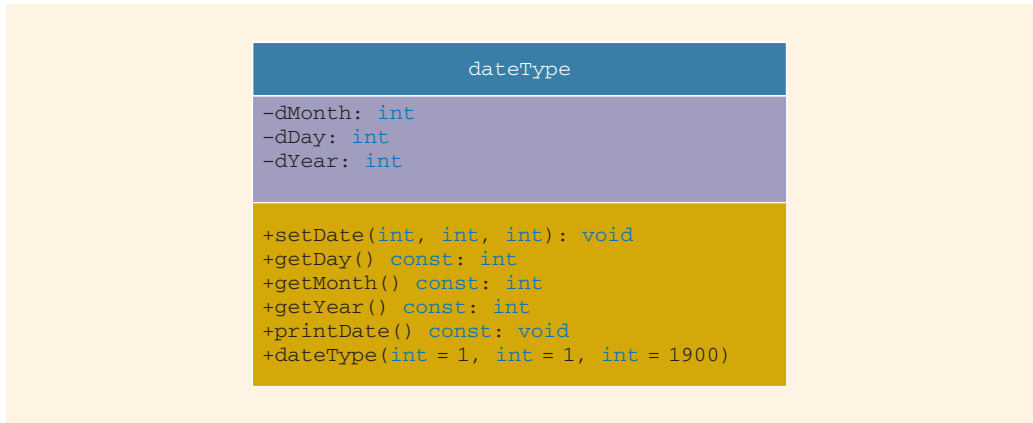 dateType
-dMonth: int
-dDay: int
-dYear: int
+setDate(int, int, int): void
+getDay() const: int
+getMonth() const: int
+getYear() const: int
+printDate() const: void
+dateType(int = 1, int = 1, int = 1900)